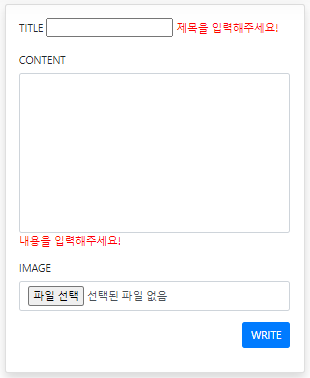 TITLE 제목을 입력해주세요!
CONTENT
내용을 입력해주세요!
IMAGE
파일 선택 선택된 파일 없음
WRITE